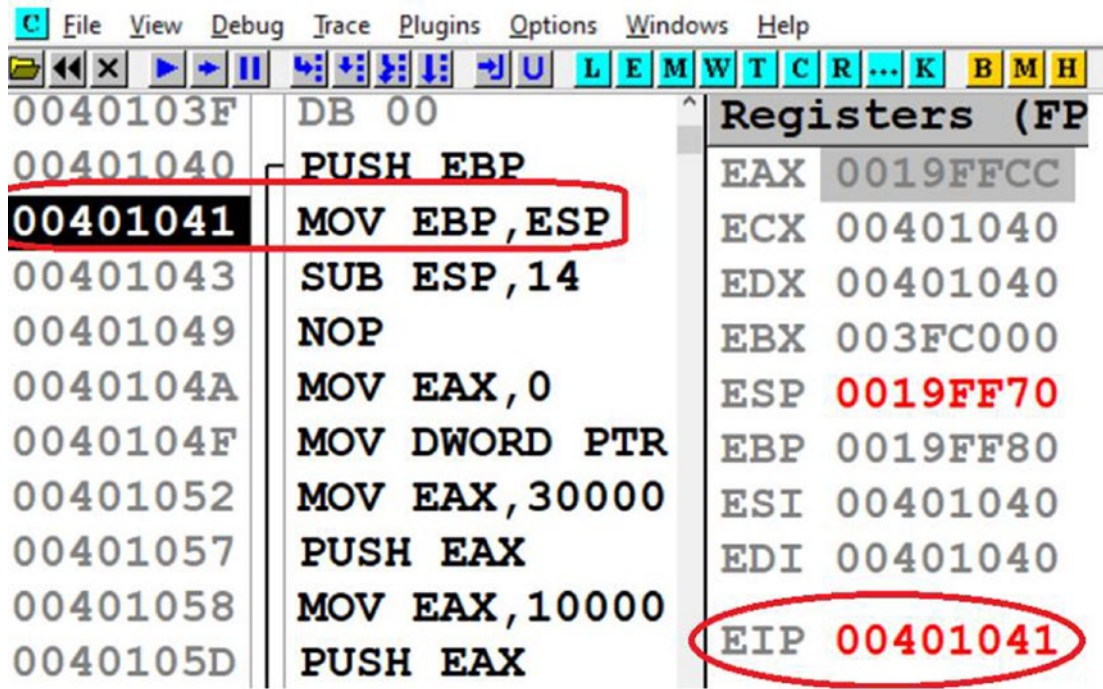 C File View Debug Trace Plugins Options Windows Help
L E M W T C R ... K B M H
0040103F DB 00
00401040 PUSH EBP
00401041 MOV EBP,ESP
00401043 SUB ESP,14
00401049 NOP
0040104A MOV EAX,0
0040104F MOV DWORD PTR
00401052 MOV EAX,30000
00401057 PUSH EAX
00401058 MOV EAX,10000
0040105D PUSH EAX
Registers (FP
EAX 0019FFCC
ECX 00401040
EDX 00401040
EBX 003FC000
ESP 0019FF70
EBP 0019FF80
ESI 00401040
EDI 00401040
EIP 00401041